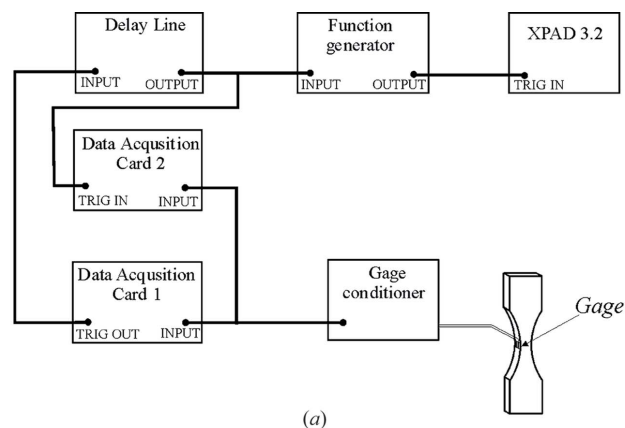 Delay Line
INPUT OUTPUT
Function
generator
INPUT OUTPUT
XPAD 3.2
TRIG IN
Data Acqusition
Card 2
TRIG IN INPUT
Data Acqusition
Card 1
TRIG OUT INPUT
Gage
conditioner
Gage
(a)